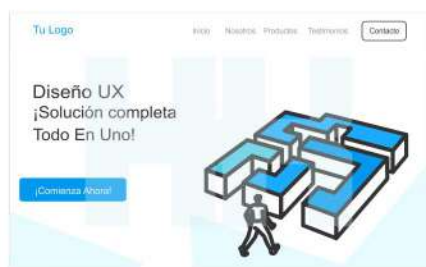 Tu Logo
Inicio Nosotros Productos Testimonios Contacto
Diseño UX
¡Solución completa
Todo En Uno!
¡Comienza Ahora!